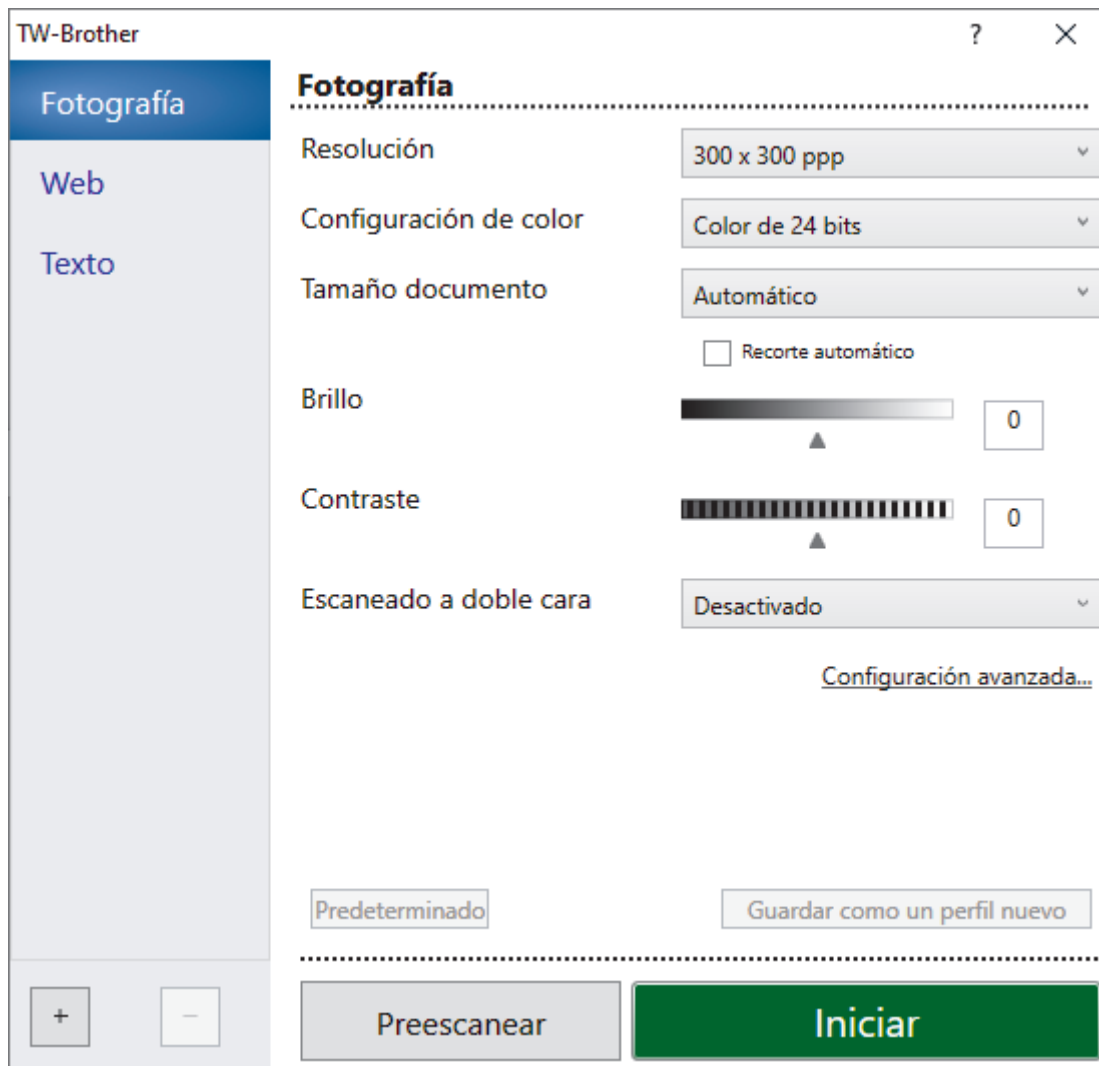 TW-Brother ?
Fotografía
Web
Texto
Fotografía
Resolución 300 x 300 ppp
Configuración de color Color de 24 bits
Tamaño documento Automático
Recorte automático
Brillo 0
Contraste 0
Escaneado a doble cara Desactivado
Configuración avanzada...
Predeterminado Guardar como un perfil nuevo
+ − Preescanear Iniciar